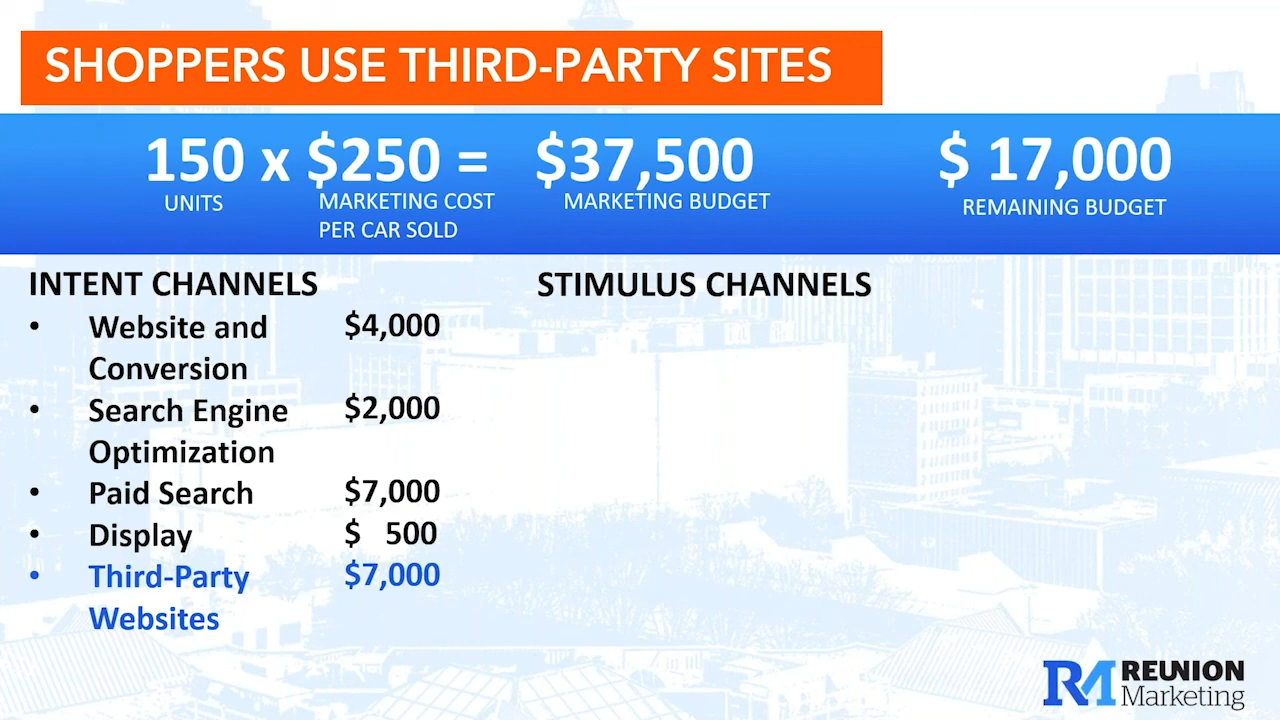 SHOPPERS USE THIRD-PARTY SITES
150 x $250 = $37,500 $ 17,000
UNITS MARKETING COST PER CAR SOLD MARKETING BUDGET REMAINING BUDGET
INTENT CHANNELS
• Website and $4,000
Conversion
• Search Engine $2,000
Optimization
• Paid Search $7,000
• Display $ 500
• Third-Party $7,000
Websites
STIMULUS CHANNELS
RM REUNION
Marketing